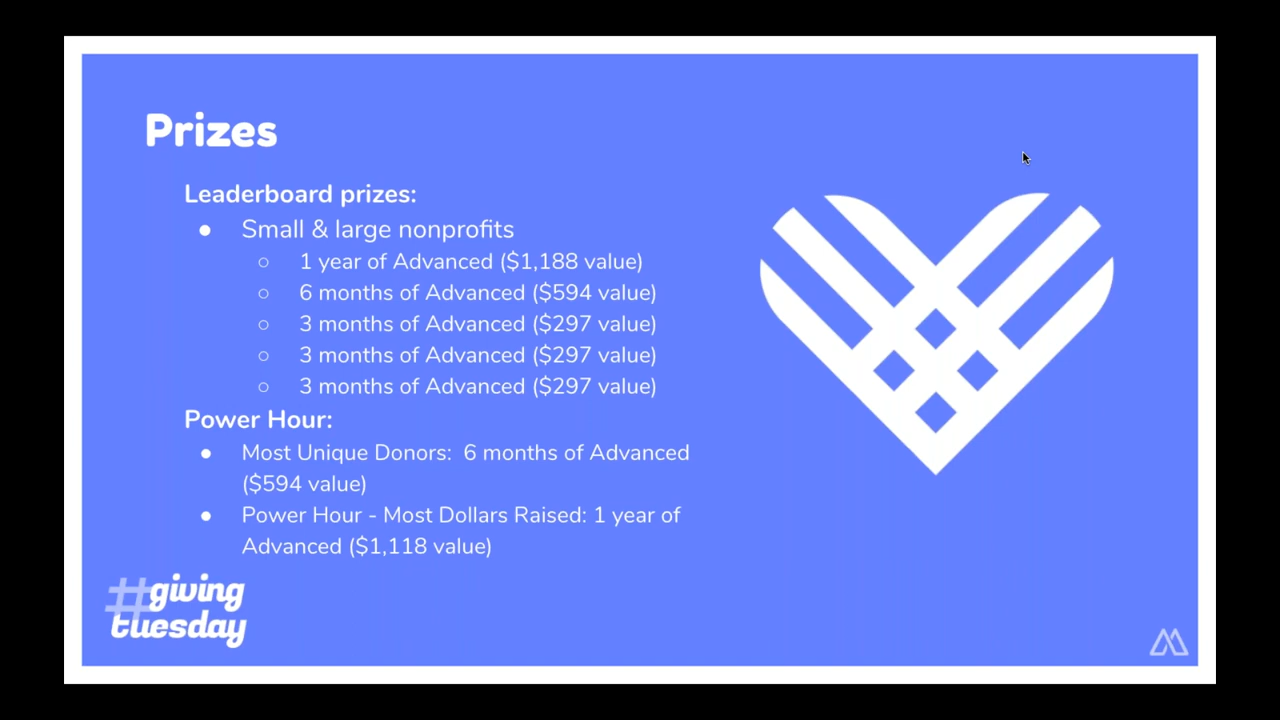 Prizes
Leaderboard prizes:
● Small & large nonprofits
○ 1 year of Advanced ($1,188 value)
○ 6 months of Advanced ($594 value)
○ 3 months of Advanced ($297 value)
○ 3 months of Advanced ($297 value)
○ 3 months of Advanced ($297 value)
Power Hour:
● Most Unique Donors: 6 months of Advanced
($594 value)
● Power Hour - Most Dollars Raised: 1 year of
Advanced ($1,118 value)
#giving
tuesday